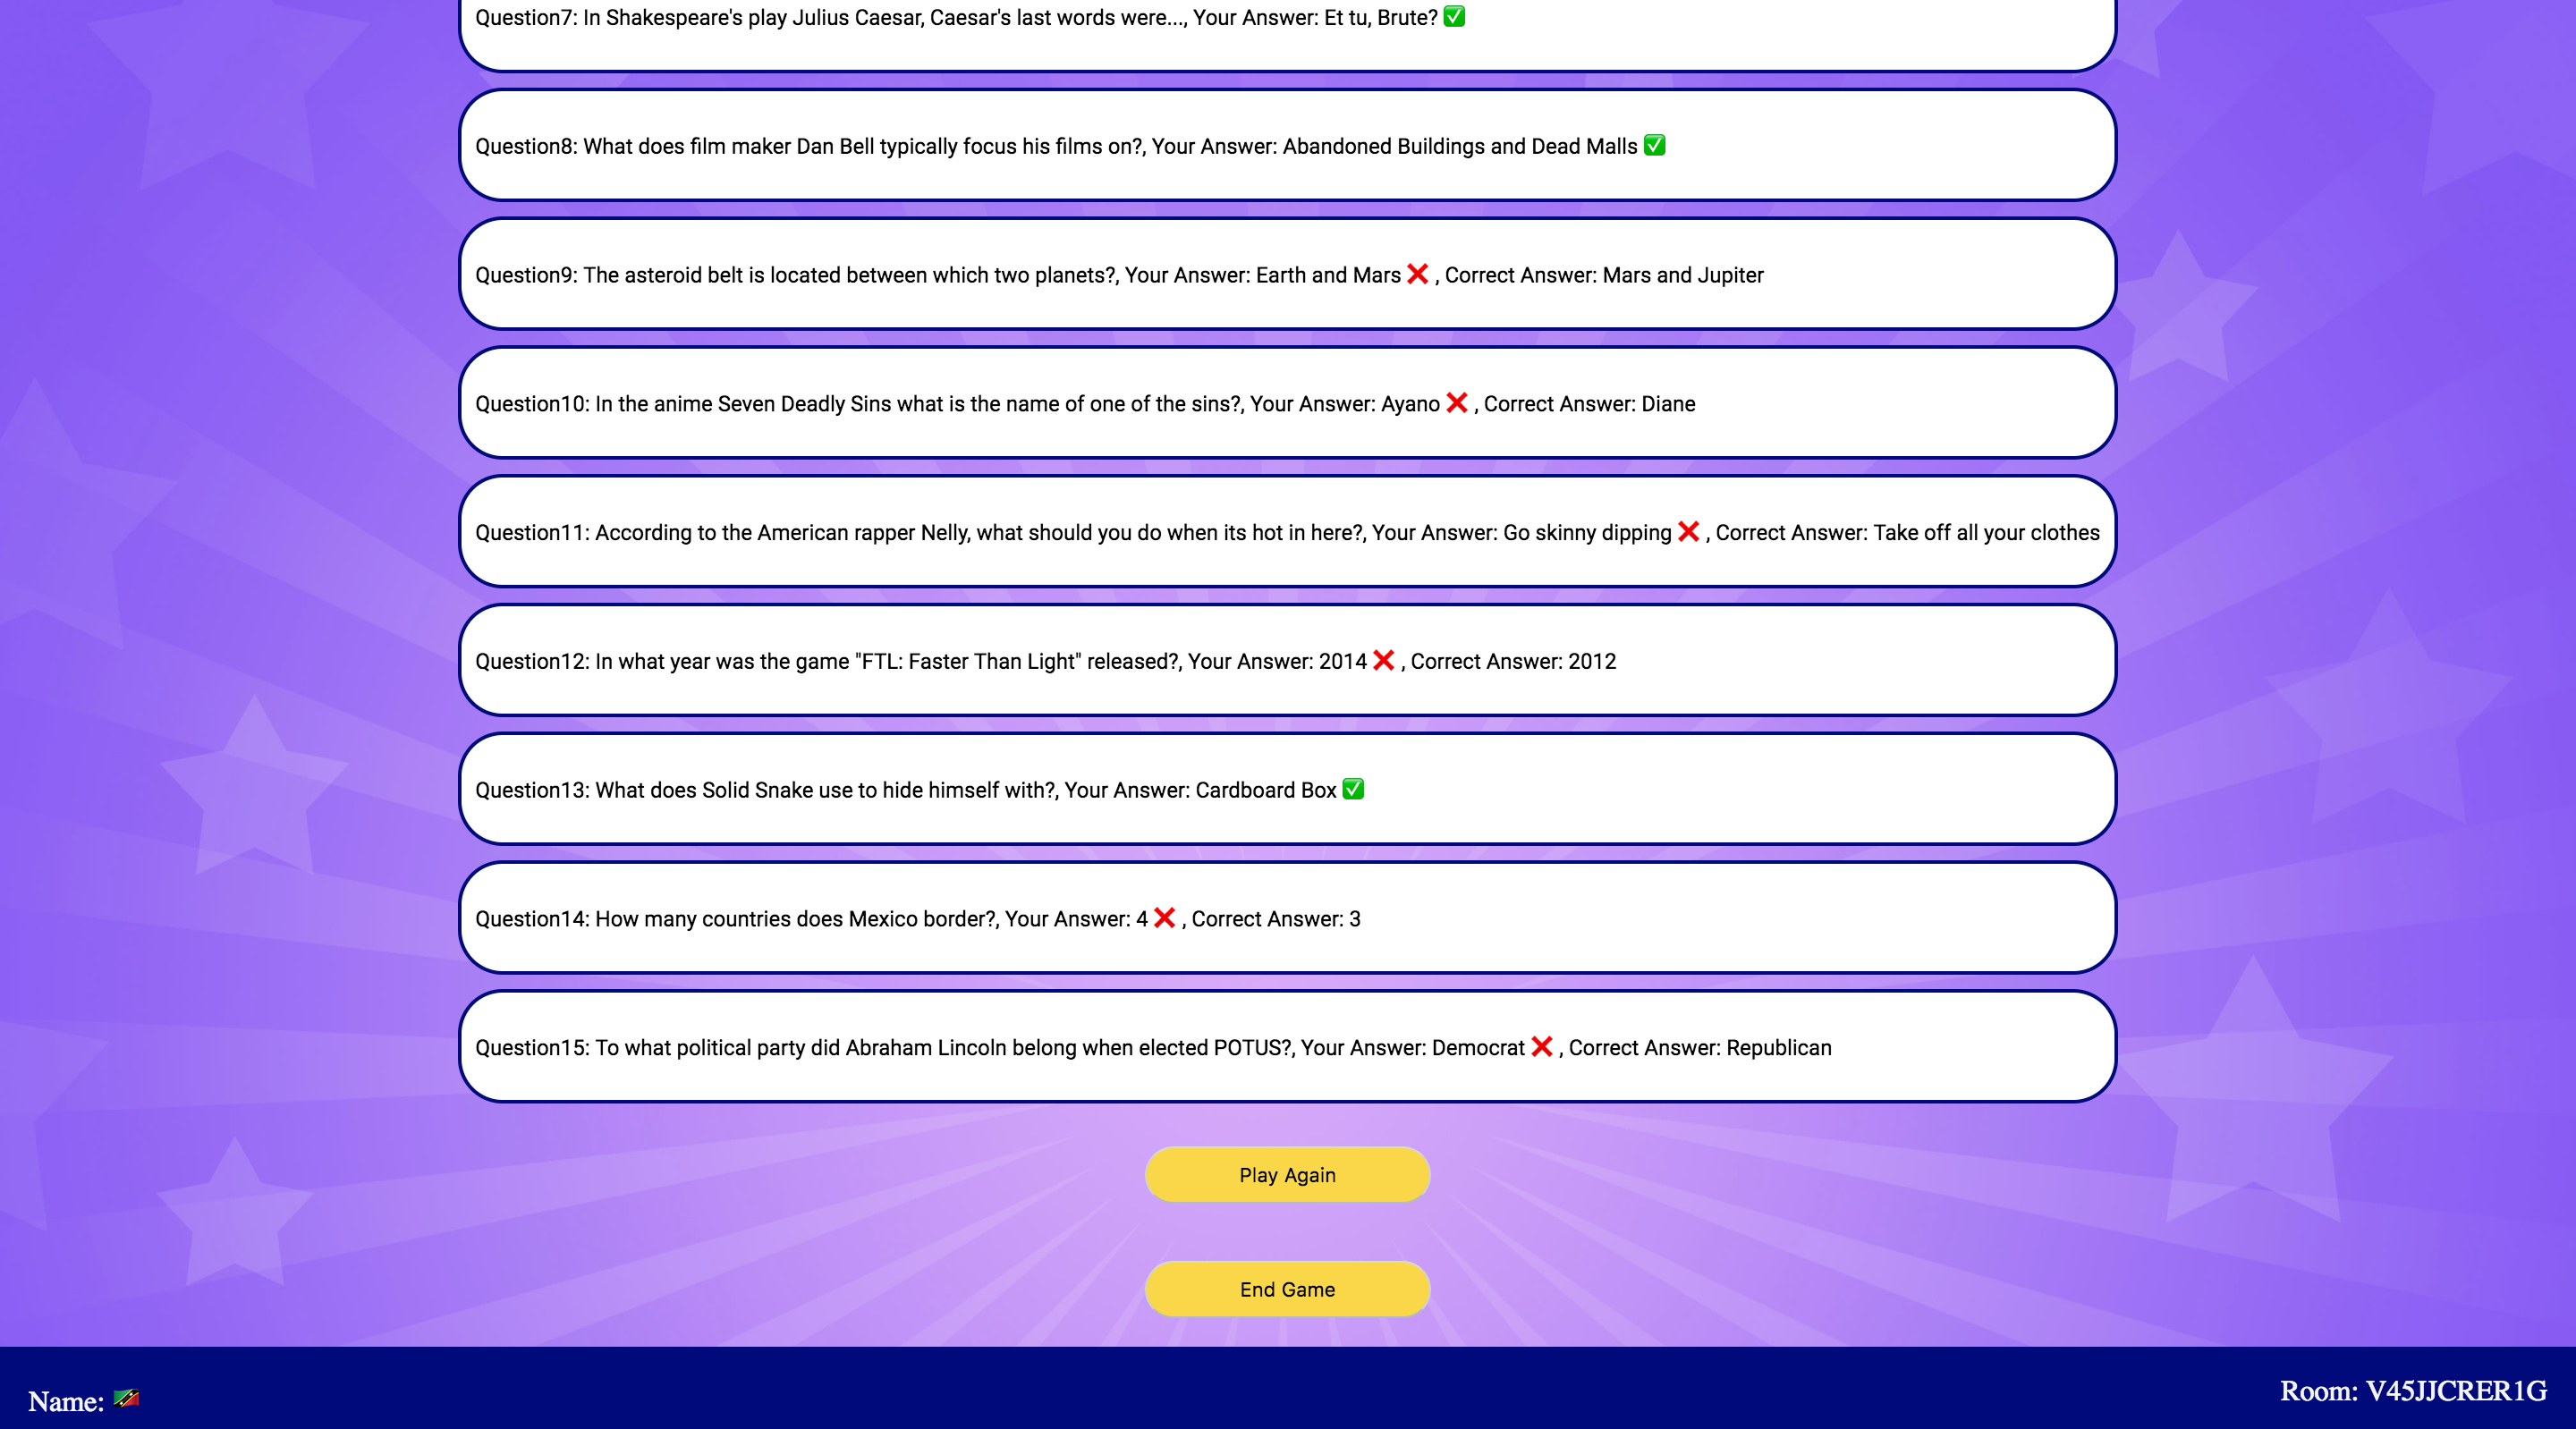 Question7: In Shakespeare's play Julius Caesar, Caesar's last words were..., Your Answer: Et tu, Brute? ✅
Question8: What does film maker Dan Bell typically focus his films on?, Your Answer: Abandoned Buildings and Dead Malls ✅
Question9: The asteroid belt is located between which two planets?, Your Answer: Earth and Mars ❌ , Correct Answer: Mars and Jupiter
Question10: In the anime Seven Deadly Sins what is the name of one of the sins?, Your Answer: Ayano ❌ , Correct Answer: Diane
Question11: According to the American rapper Nelly, what should you do when its hot in here?, Your Answer: Go skinny dipping ❌ , Correct Answer: Take off all your clothes
Question12: In what year was the game "FTL: Faster Than Light" released?, Your Answer: 2014 ❌ , Correct Answer: 2012
Question13: What does Solid Snake use to hide himself with?, Your Answer: Cardboard Box ✅
Question14: How many countries does Mexico border?, Your Answer: 4 ❌ , Correct Answer: 3
Question15: To what political party did Abraham Lincoln belong when elected POTUS?, Your Answer: Democrat ❌ , Correct Answer: Republican
Play Again
End Game
Name: 🇰🇳
Room: V45JJCRER1G